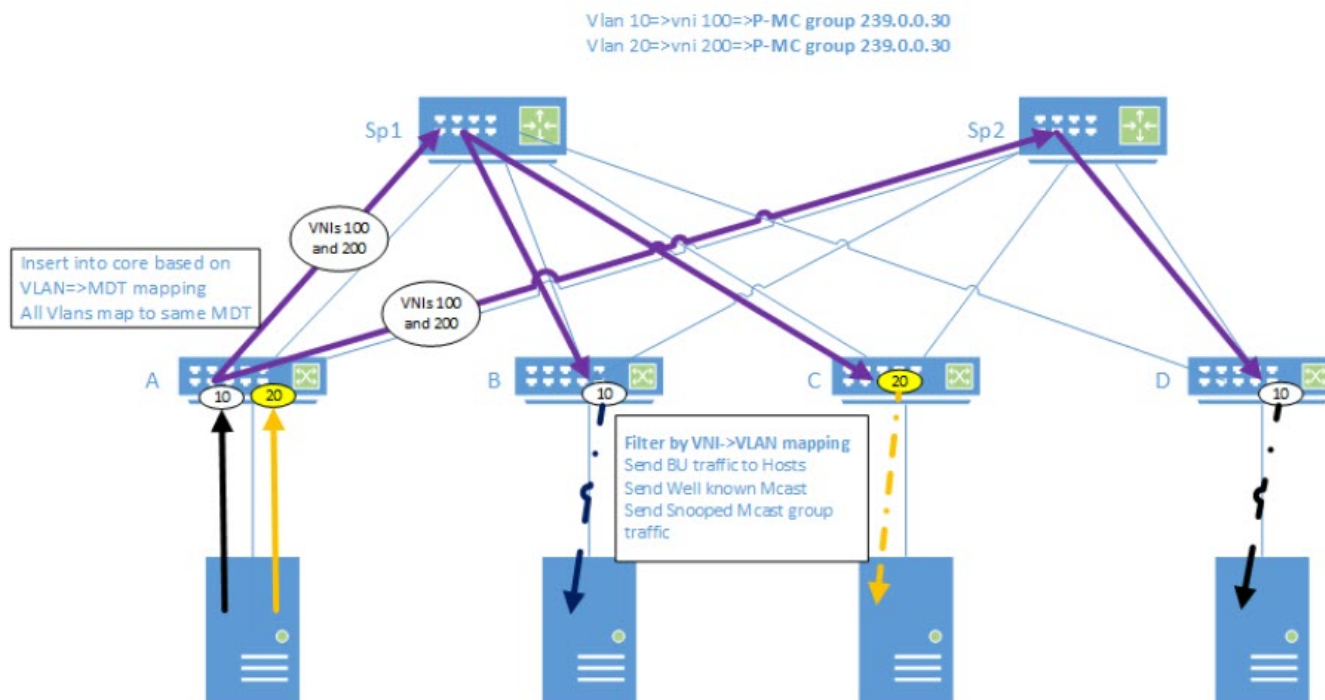 Vlan 10=>vni 100=>P-MC group 239.0.0.30
Vlan 20=>vni 200=>P-MC group 239.0.0.30
Sp1
Sp2
VNIs 100
and 200
Insert into core based on
VLAN=>MDT mapping
All Vlans map to same MDT
VNIs 100
and 200
A
B
C
D
10
20
10
20
10
Filter by VNI->VLAN mapping
Send BU traffic to Hosts
Send Well known Mcast
Send Snooped Mcast group
traffic